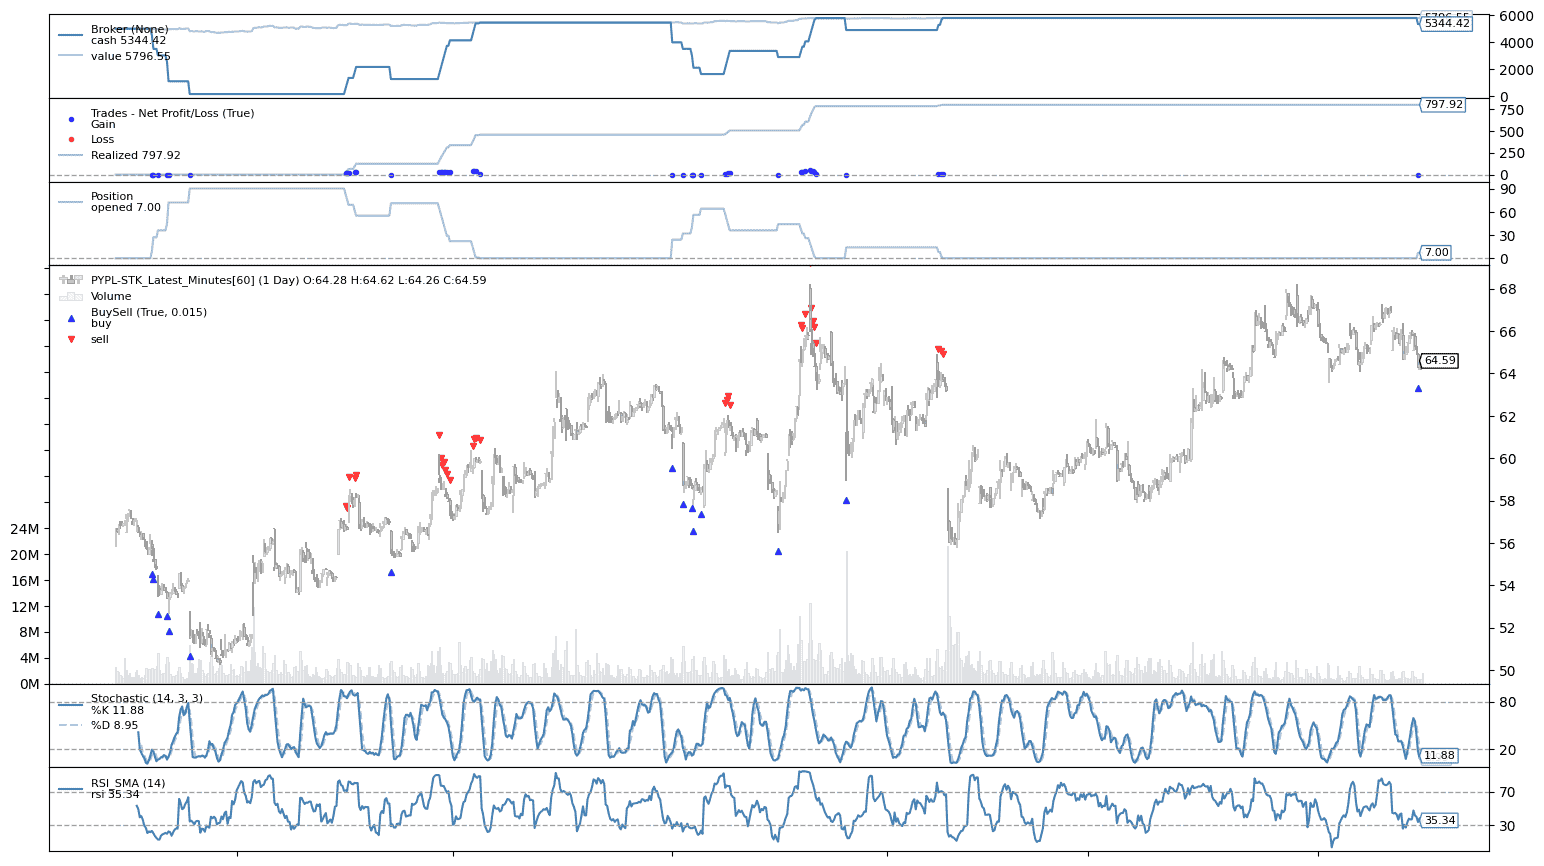 Broker (None)
cash 5344.42
value 5796.55
5796.55
5344.42
6000
4000
2000
0
Trades - Net Profit/Loss (True)
Gain
Loss
Realized 797.92
797.92
750
500
250
0
Position
opened 7.00
90
60
30
7.00
0
PYPL-STK_Latest_Minutes[60] (1 Day) O:64.28 H:64.62 L:64.26 C:64.59
Volume
BuySell (True, 0.015)
buy
sell
68
66
64.59
64
62
60
58
56
54
52
50
24M
20M
16M
12M
8M
4M
0M
Stochastic (14, 3, 3)
%K 11.88
%D 8.95
80
20
11.88
RSI_SMA (14)
rsi 35.34
70
35.34
30